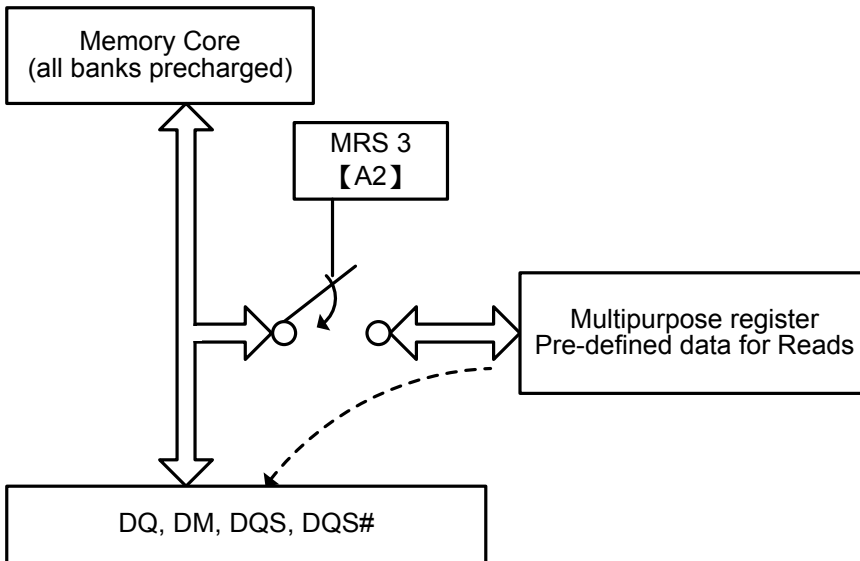 Memory Core
(all banks precharged)
MRS 3
【A2】
Multipurpose register
Pre-defined data for Reads
DQ, DM, DQS, DQS#